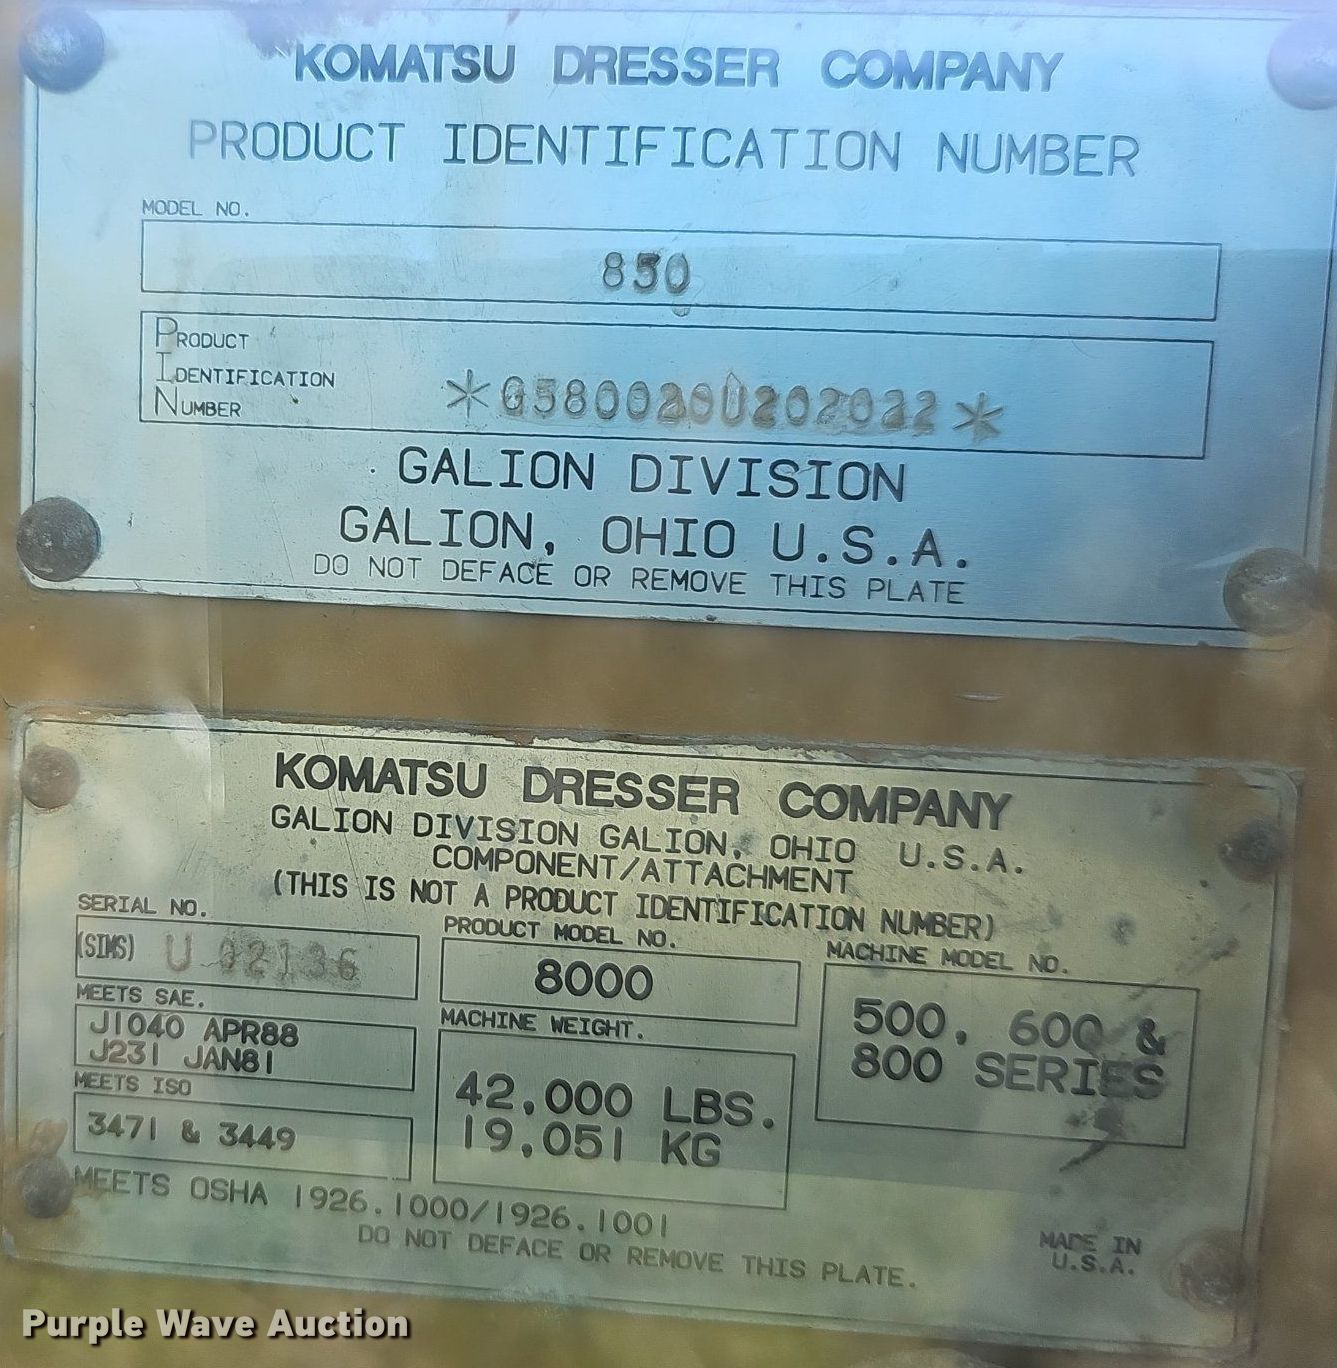 KOMATSU DRESSER COMPANY
PRODUCT IDENTIFICATION NUMBER
MODEL NO.
850
PRODUCT
IDENTIFICATION
NUMBER
*G580020U202022*
GALION DIVISION
GALION, OHIO U.S.A.
DO NOT DEFACE OR REMOVE THIS PLATE
KOMATSU DRESSER COMPANY
GALION DIVISION GALION, OHIO U.S.A.
COMPONENT/ATTACHMENT
(THIS IS NOT A PRODUCT IDENTIFICATION NUMBER)
SERIAL NO.
(SIMS) U 02136
PRODUCT MODEL NO.
8000
MACHINE MODEL NO.
500, 600 &
800 SERIES
MEETS SAE.
J1040 APR88
J231 JAN81
MACHINE WEIGHT.
42,000 LBS.
19,051 KG
MEETS ISO
3471 & 3449
MEETS OSHA 1926.1000/1926.1001
DO NOT DEFACE OR REMOVE THIS PLATE.
MADE IN
U.S.A.
Purple Wave Auction